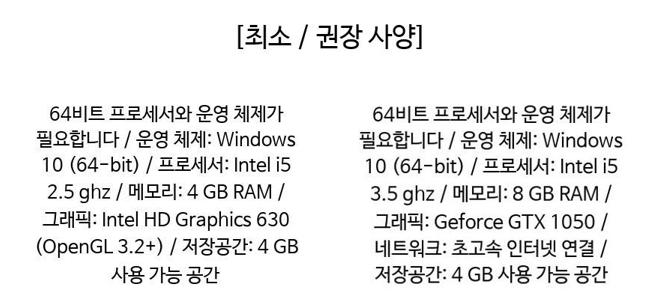 [최소 / 권장 사양]
64비트 프로세서와 운영 체제가
필요합니다 / 운영 체제: Windows
10 (64-bit) / 프로세서: Intel i5
2.5 ghz / 메모리: 4 GB RAM /
그래픽: Intel HD Graphics 630
(OpenGL 3.2+) / 저장공간: 4 GB
사용 가능 공간
64비트 프로세서와 운영 체제가
필요합니다 / 운영 체제: Windows
10 (64-bit) / 프로세서: Intel i5
3.5 ghz / 메모리: 8 GB RAM /
그래픽: Geforce GTX 1050 /
네트워크: 초고속 인터넷 연결 /
저장공간: 4 GB 사용 가능 공간